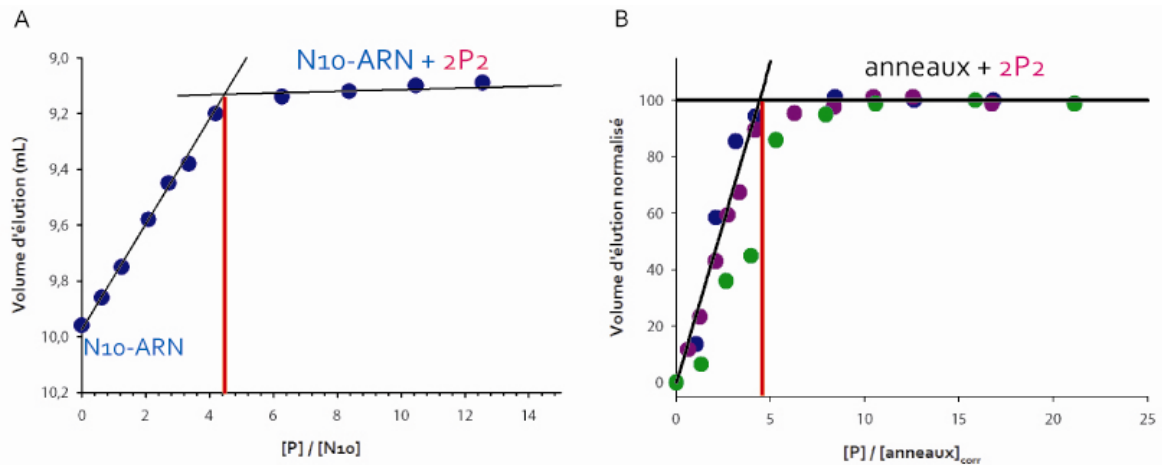 A
N10-ARN + 2P2
9,0
9,2
9,4
9,6
9,8
10,0
10,2
Volume d'élution (mL)
N10-ARN
0 2 4 6 8 10 12 14
[P] / [N10]
B
anneaux + 2P2
100
80
60
40
20
0
Volume d'élution normalisé
0 5 10 15 20 25
[P] / [anneaux]corr